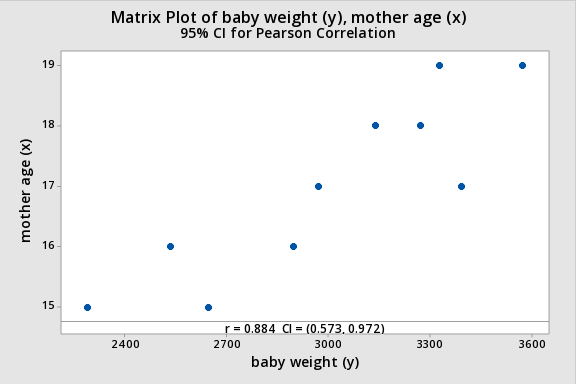 Matrix Plot of baby weight (y), mother age (x)
95% CI for Pearson Correlation
19
18
17
16
15
mother age (x)
r = 0.884 CI = (0.573, 0.972)
2400 2700 3000 3300 3600
baby weight (y)